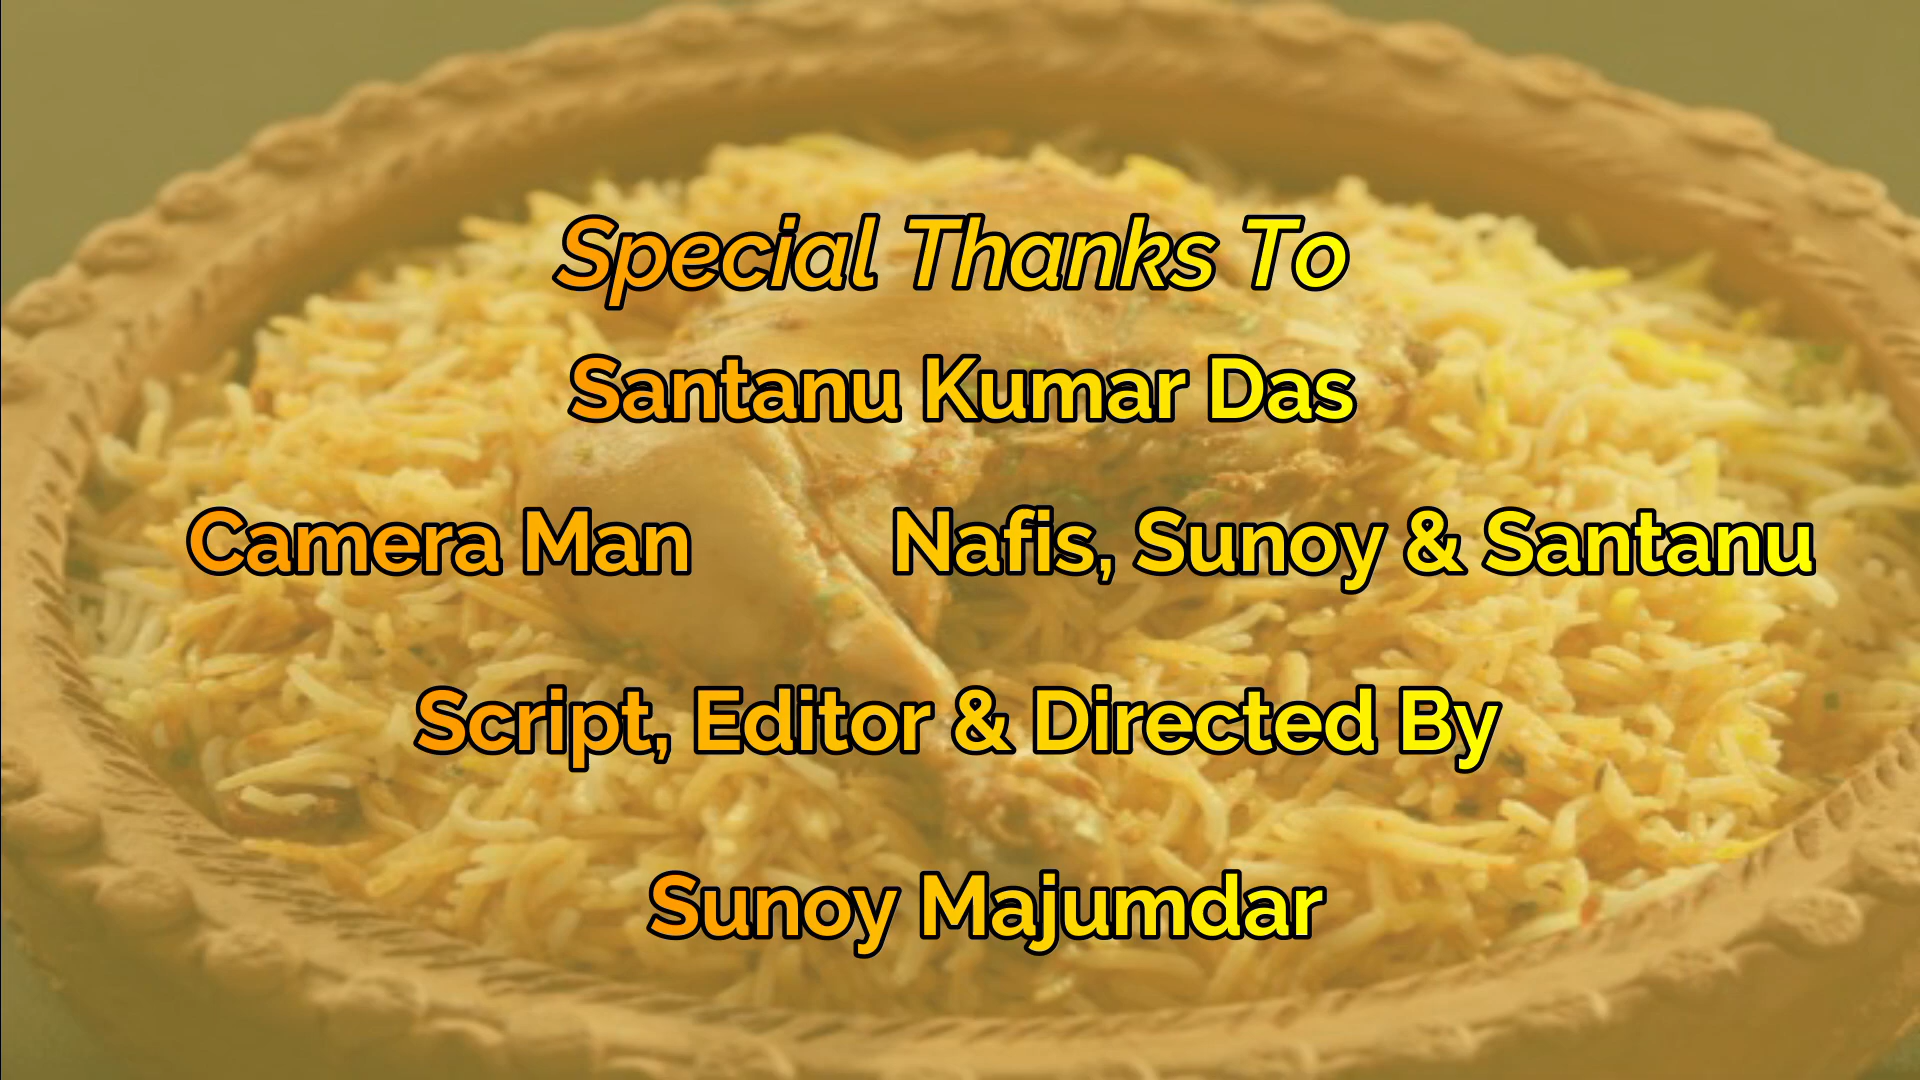 Special Thanks To
Santanu Kumar Das
Camera Man Nafis, Sunoy & Santanu
Script, Editor & Directed By
Sunoy Majumdar